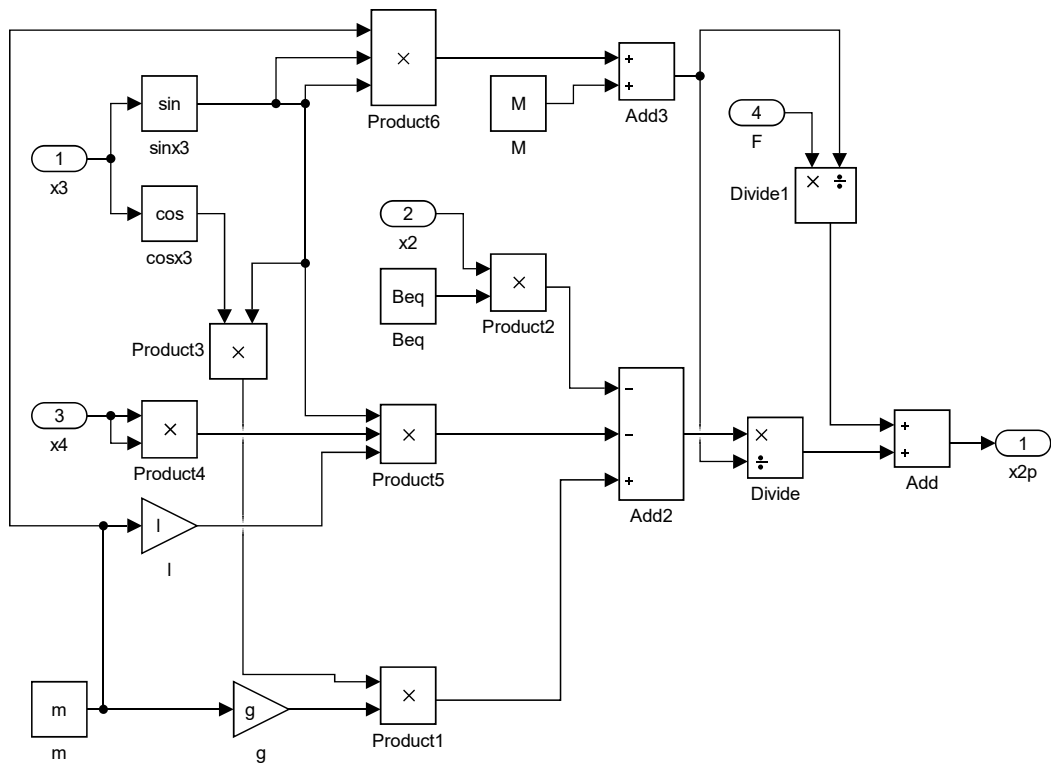 ×
Product6
sin
sinx3
M
M
+
+
Add3
4
F
1
x3
× ÷
Divide1
cos
cosx3
2
x2
×
Product2
Beq
Beq
×
Product3
3
x4
×
Product4
×
Product5
−
−
+
Add2
×
÷
Divide
+
+
Add
1
x2p
l
l
m
m
g
g
×
Product1